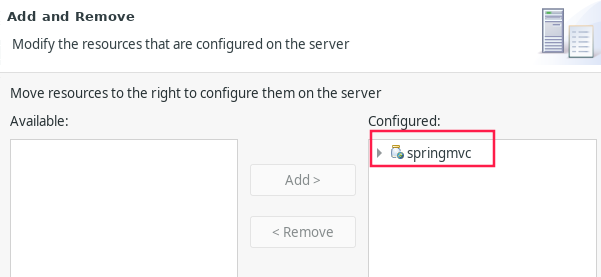 Add and Remove
Modify the resources that are configured on the server
Move resources to the right to configure them on the server
Available:
Configured:
springmvc
Add >
< Remove